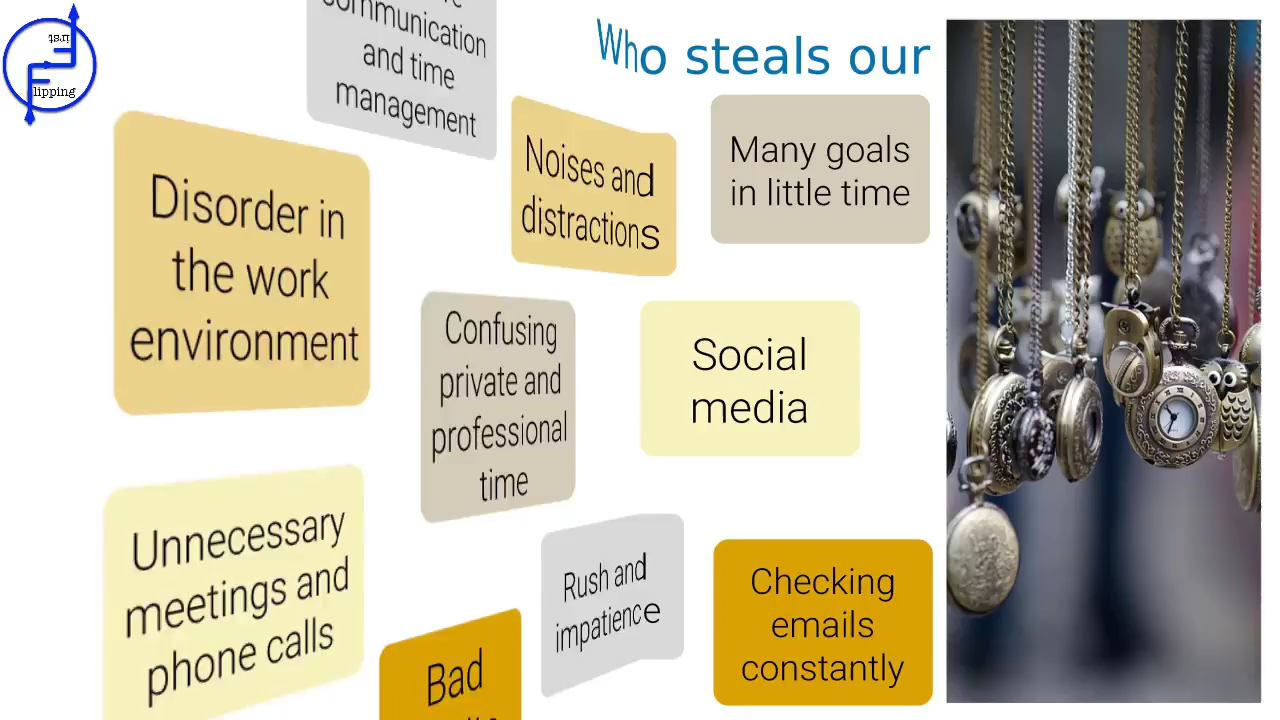 First
Flipping
Who steals our
communication
and time
management
Noises and
distractions
Many goals
in little time
Disorder in
the work
environment
Confusing
private and
professional
time
Social
media
Unnecessary
meetings and
phone calls
Rush and
impatience
Checking
emails
constantly
Bad